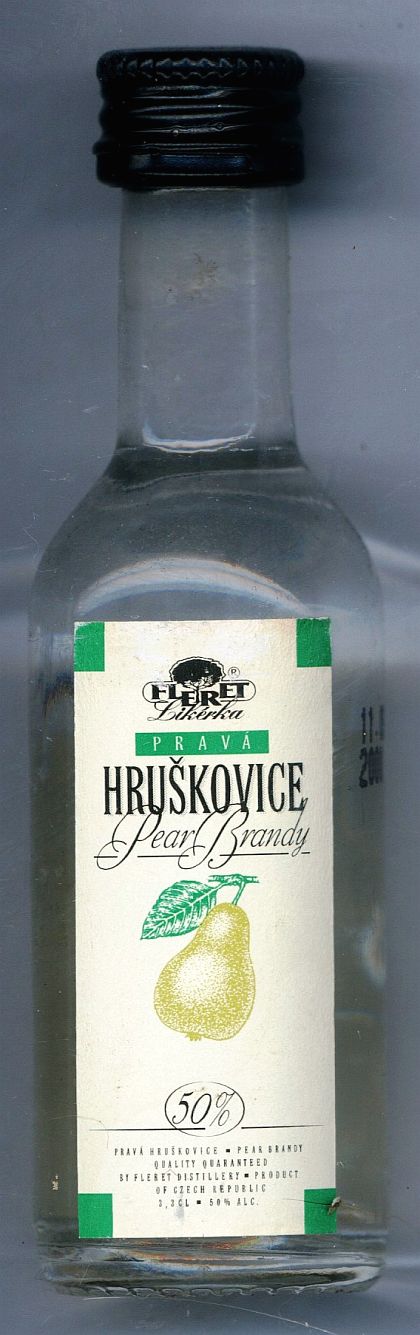 FLERET ®
Likérka
PRAVÁ
HRUŠKOVICE
Pear Brandy
50%
PRAVÁ HRUŠKOVICE ▪ PEAR BRANDY
QUALITY QUARANTEED
BY FLERET DISTILLERY ▪ PRODUCT
OF CZECH REPUBLIC
3,3CL ▪ 50% ALC.